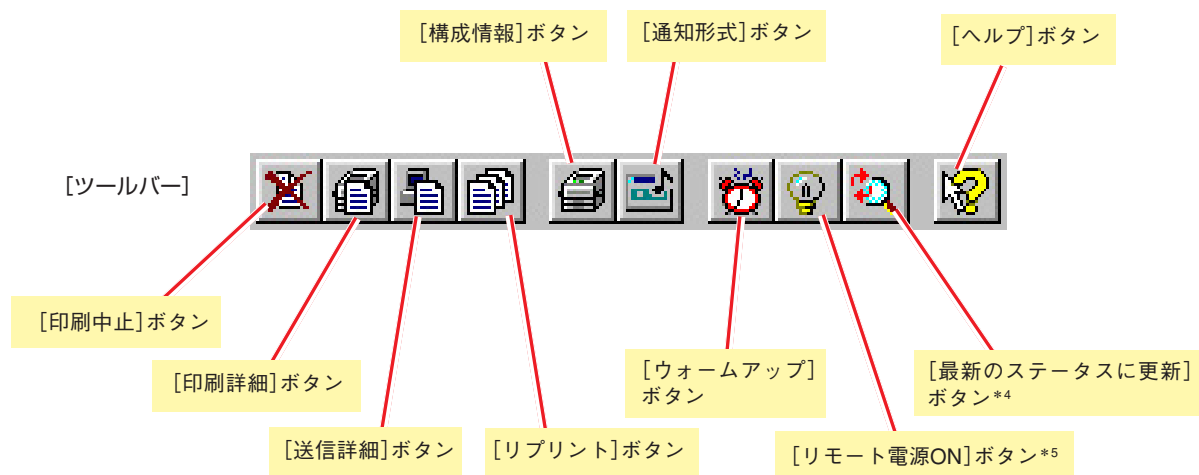 [構成情報]ボタン
[通知形式]ボタン
[ヘルプ]ボタン
[ツールバー]
[印刷中止]ボタン
[印刷詳細]ボタン
[送信詳細]ボタン
[リプリント]ボタン
[ウォームアップ]
ボタン
[リモート電源ON]ボタン*5
[最新のステータスに更新]
ボタン*4